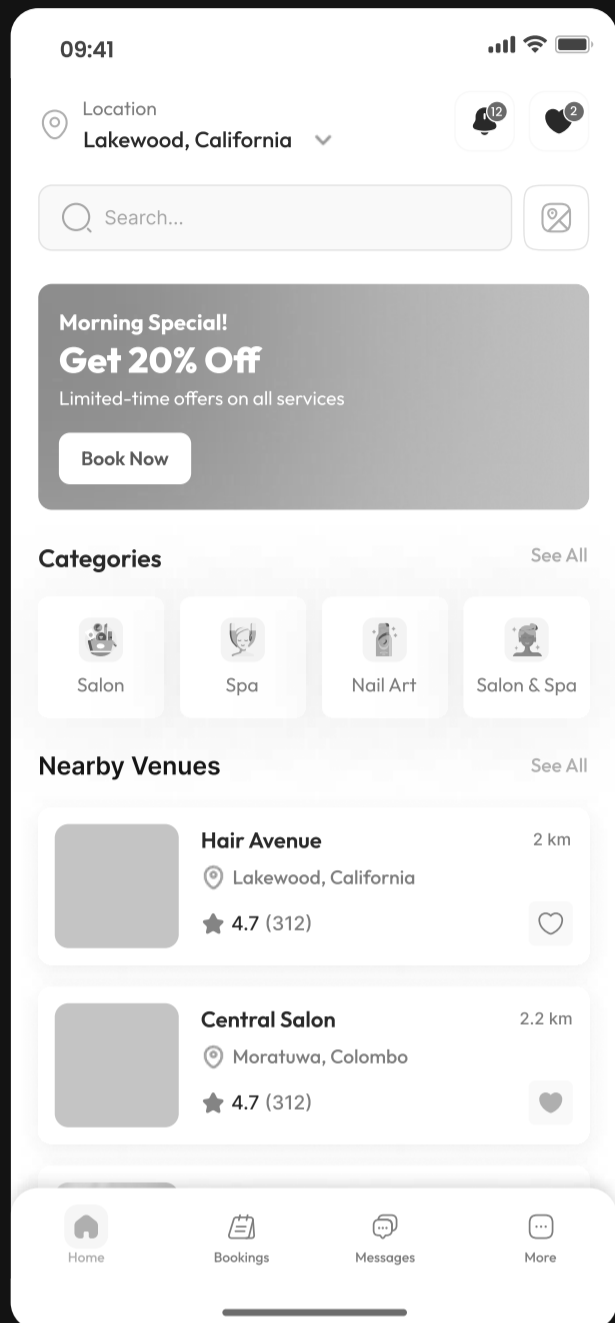 09:41
Location
Lakewood, California
12
2
Search...
Morning Special!
Get 20% Off
Limited-time offers on all services
Book Now
Categories
See All
Salon
Spa
Nail Art
Salon & Spa
Nearby Venues
See All
Hair Avenue
2 km
Lakewood, California
4.7 (312)
Central Salon
2.2 km
Moratuwa, Colombo
4.7 (312)
Home
Bookings
Messages
More